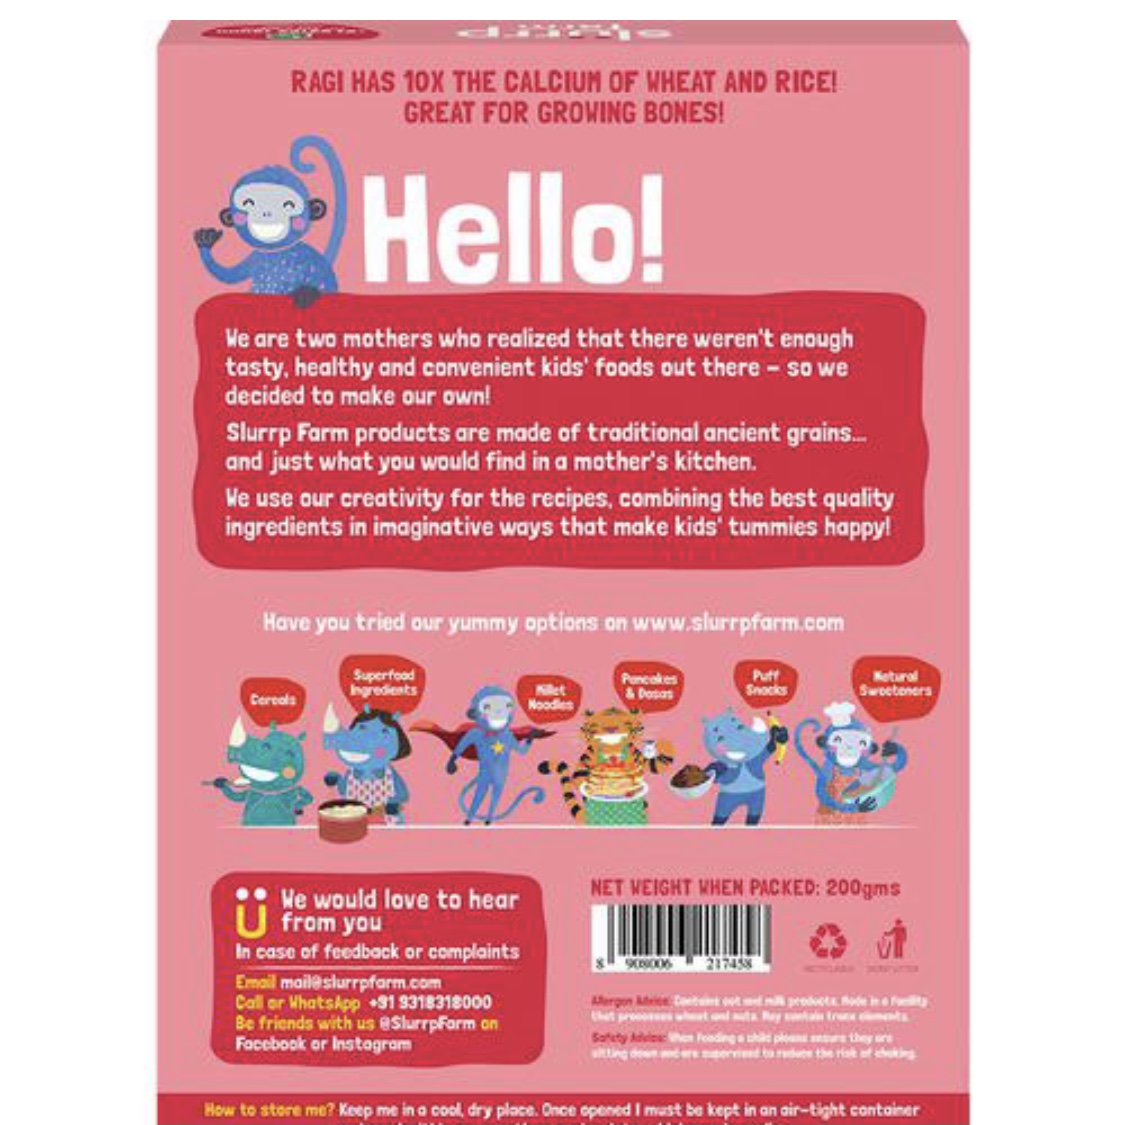 slurrp
farm
RAGI HAS 10X THE CALCIUM OF WHEAT AND RICE!
GREAT FOR GROWING BONES!
Hello!
We are two mothers who realized that there weren't enough
tasty, healthy and convenient kids' foods out there – so we
decided to make our own!
Slurrp Farm products are made of traditional ancient grains...
and just what you would find in a mother's kitchen.
We use our creativity for the recipes, combining the best quality
ingredients in imaginative ways that make kids' tummies happy!
Have you tried our yummy options on www.slurrpfarm.com
Cereals
Superfood
Ingredients
Millet
Noodles
Pancakes
& Dosas
Puff
Snacks
Natural
Sweeteners
We would love to hear
from you
In case of feedback or complaints
Email mail@slurrpfarm.com
Call or WhatsApp +91 9318318000
Be friends with us @SlurrpFarm on
Facebook or Instagram
NET WEIGHT WHEN PACKED: 200gms
8 908006 217458
RECYCLABLE
DON'T LITTER
Allergen Advice: Contains oat and milk products. Made in a facility
that processes wheat and nuts. May contain trace elements.
Safety Advice: When feeding a child please ensure they are
sitting down and are supervised to reduce the risk of choking.
How to store me? Keep me in a cool, dry place. Once opened I must be kept in an air-tight container